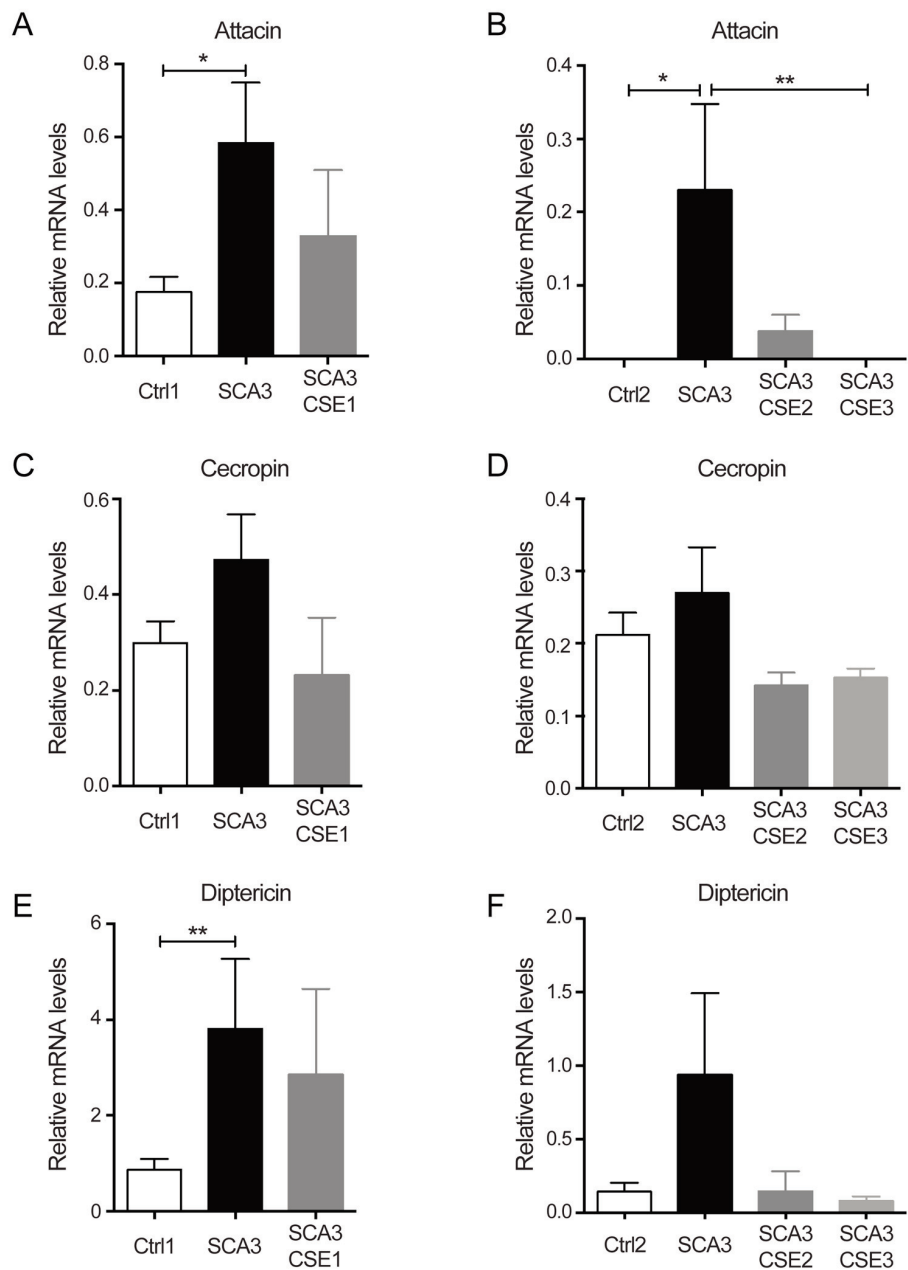 A
Attacin
Relative mRNA levels
0.8
0.6
0.4
0.2
0.0
*
Ctrl1
SCA3
SCA3
CSE1
B
Attacin
Relative mRNA levels
0.4
0.3
0.2
0.1
0.0
*
**
Ctrl2
SCA3
SCA3
CSE2
SCA3
CSE3
C
Cecropin
Relative mRNA levels
0.6
0.4
0.2
0.0
Ctrl1
SCA3
SCA3
CSE1
D
Cecropin
Relative mRNA levels
0.4
0.3
0.2
0.1
0.0
Ctrl2
SCA3
SCA3
CSE2
SCA3
CSE3
E
Diptericin
Relative mRNA levels
6
4
2
0
**
Ctrl1
SCA3
SCA3
CSE1
F
Diptericin
Relative mRNA levels
2.0
1.5
1.0
0.5
0.0
Ctrl2
SCA3
SCA3
CSE2
SCA3
CSE3